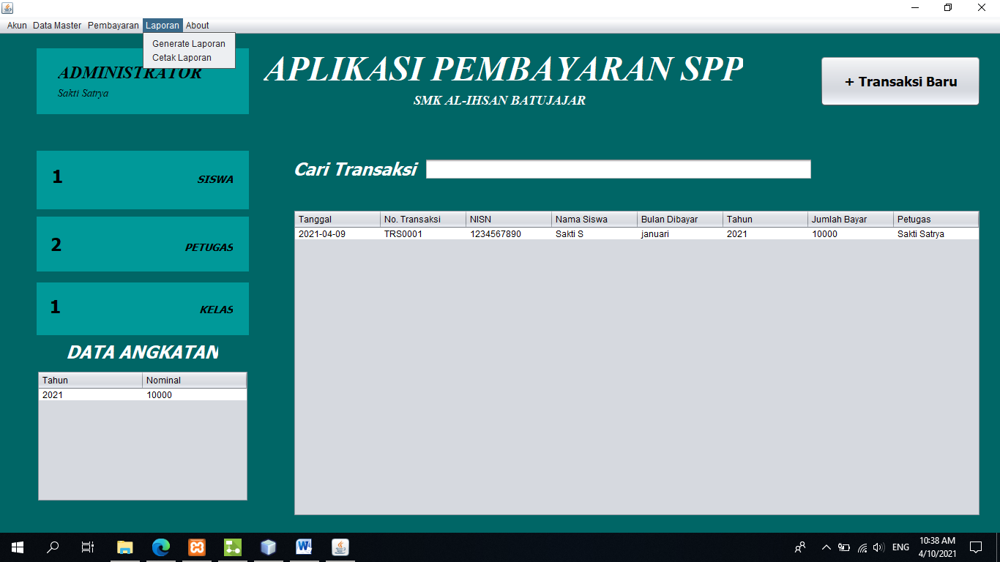 Akun Data Master Pembayaran Laporan About
Generate Laporan
Cetak Laporan
ADMINISTRATOR
Sakti Satrya
APLIKASI PEMBAYARAN SPP
SMK AL-IHSAN BATUJAJAR
+ Transaksi Baru
1 SISWA
2 PETUGAS
1 KELAS
DATA ANGKATAN
Tahun Nominal
2021 10000
Cari Transaksi
Tanggal No. Transaksi NISN Nama Siswa Bulan Dibayar Tahun Jumlah Bayar Petugas
2021-04-09 TRS0001 1234567890 Sakti S januari 2021 10000 Sakti Satrya
ENG
10:38 AM
4/10/2021